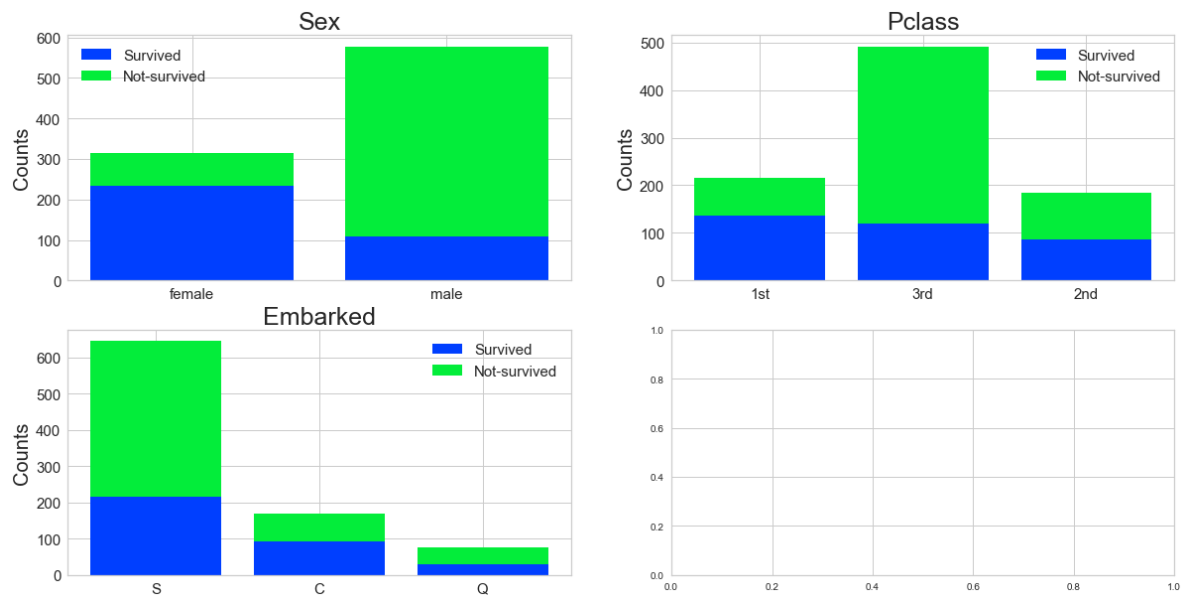 Sex
Counts
600
500
400
300
200
100
0
Survived
Not-survived
female male
Pclass
Counts
500
400
300
200
100
0
Survived
Not-survived
1st 3rd 2nd
Embarked
Counts
600
500
400
300
200
100
0
Survived
Not-survived
S C Q
1.0
0.8
0.6
0.4
0.2
0.0
0.0 0.2 0.4 0.6 0.8 1.0